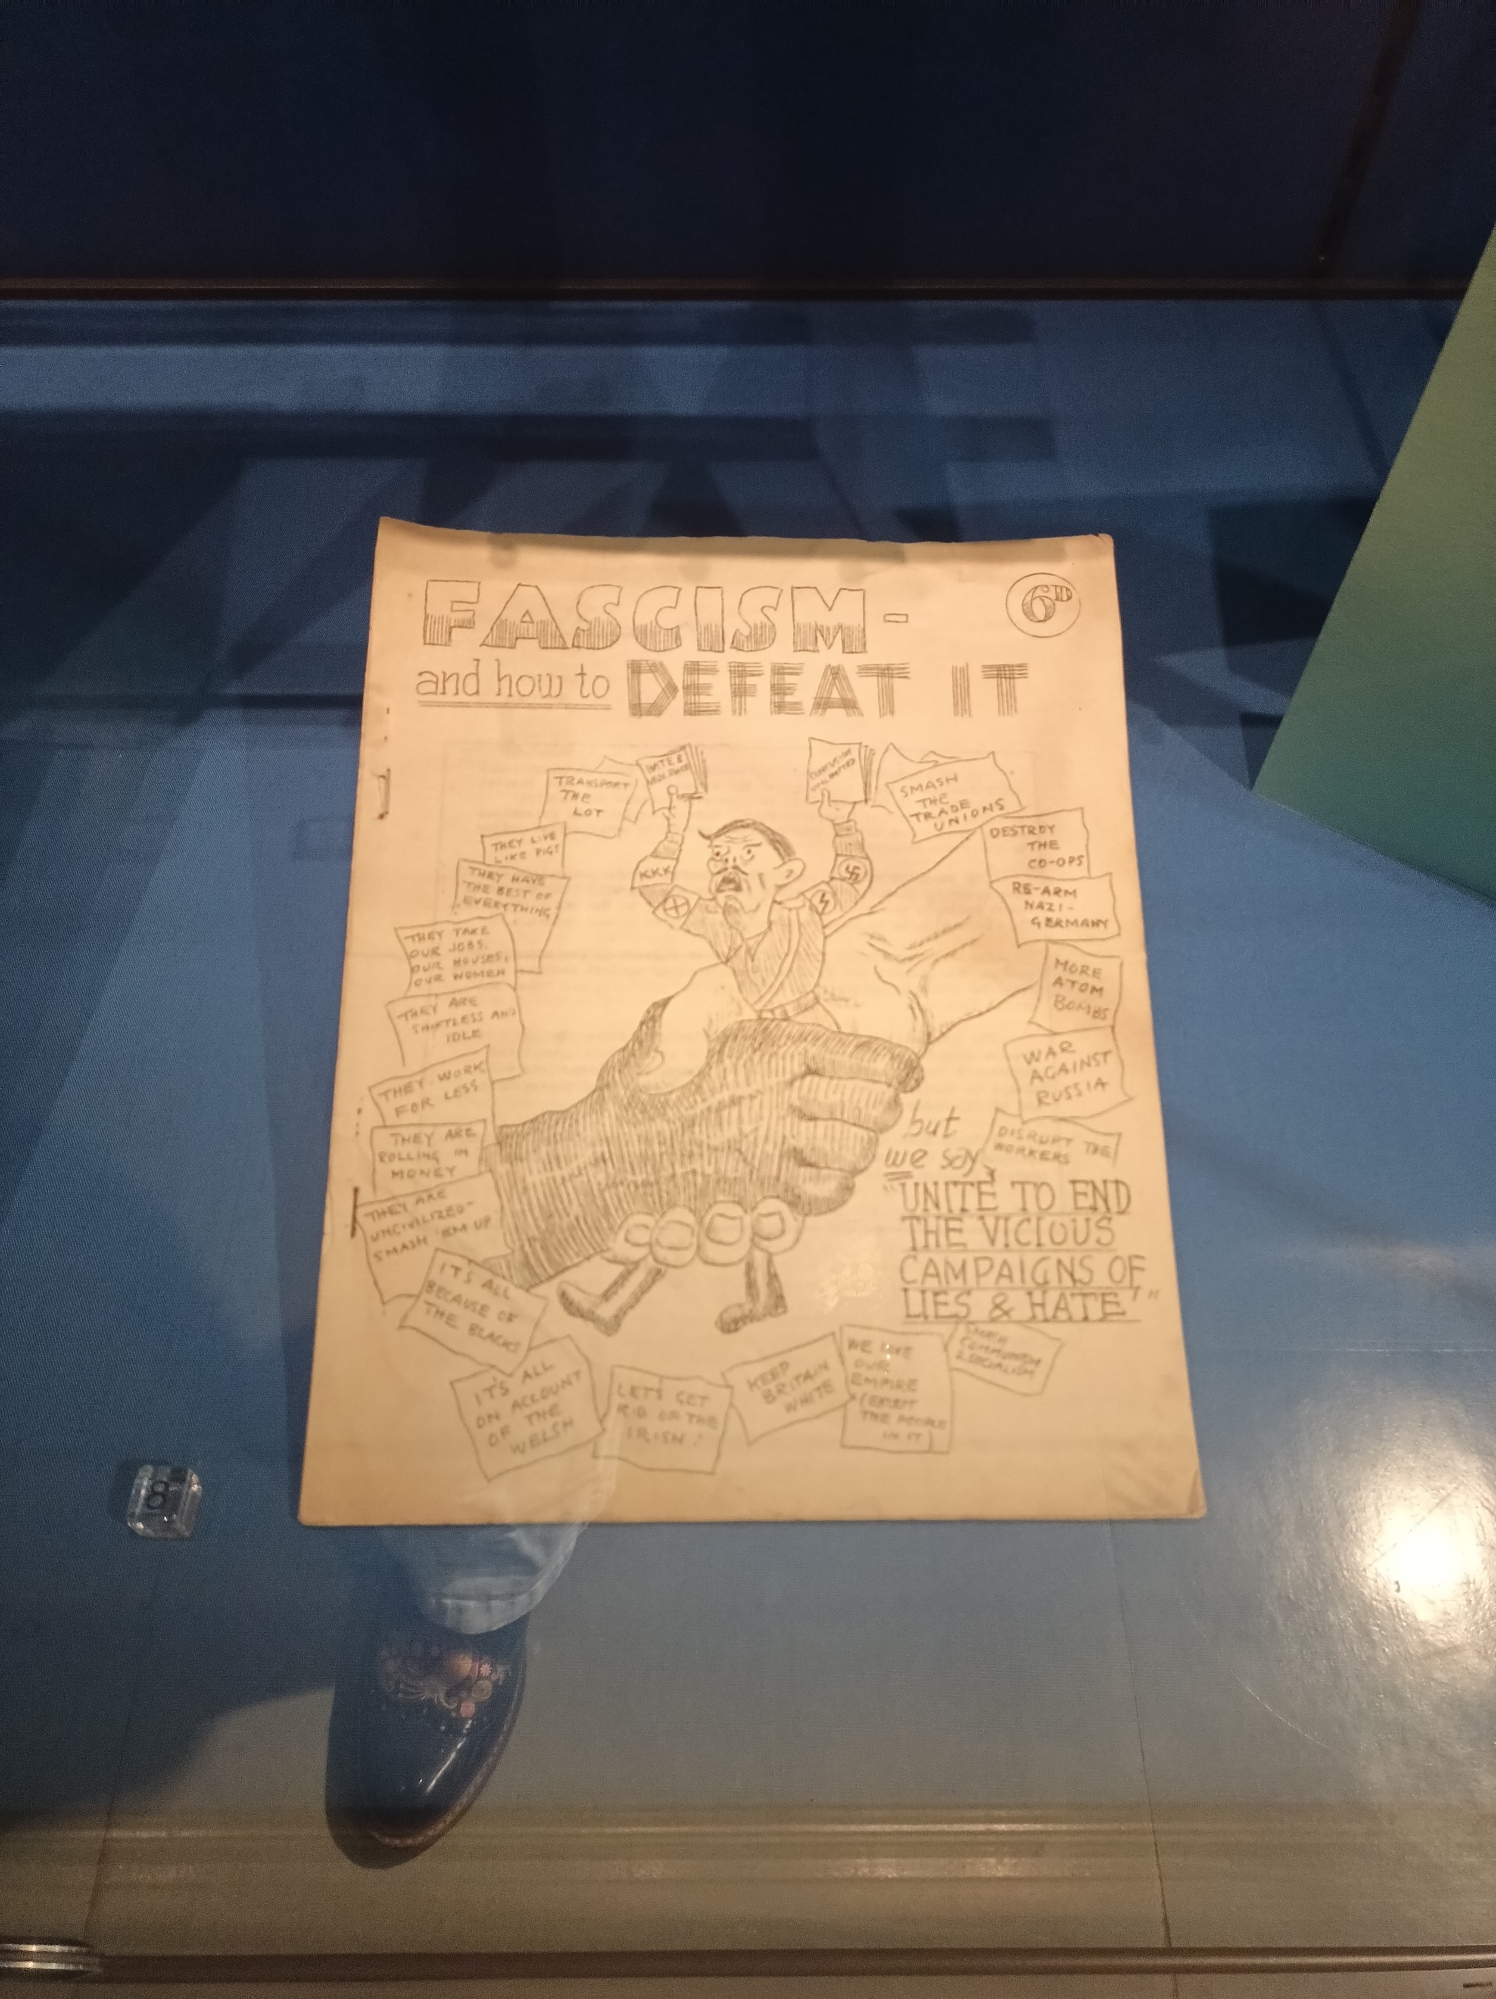 FASCISM-
6D
and how to DEFEAT IT
TRANSPORT
THE
LOT
HATE &
VIOLENCE
CONFUSION
UNLIMITED
SMASH
THE
TRADE
UNIONS
THEY LIVE
LIKE PIGS
DESTROY
THE
CO-OPS
THEY HAVE
THE BEST OF
EVERYTHING
KKK
RE-ARM
NAZI-
GERMANY
THEY TAKE
OUR JOBS,
OUR HOUSES,
OUR WOMEN
MORE
ATOM
BOMBS
THEY ARE
SHIFTLESS AND
IDLE
WAR
AGAINST
RUSSIA
THEY WORK
FOR LESS
DISRUPT THE
WORKERS
THEY ARE
ROLLING IN
MONEY
but
we say,
"UNITE TO END
THE VICIOUS
CAMPAIGNS OF
LIES & HATE"
THEY ARE
UNCIVILIZED-
SMASH 'EM UP
IT'S ALL
BECAUSE OF
THE BLACKS
IT'S ALL
ON ACCOUNT
OF THE
WELSH
LET'S GET
RID OF THE
IRISH!
KEEP
BRITAIN
WHITE
WE LOVE
OUR
EMPIRE
(EXCEPT
THE PEOPLE
IN IT)
SMASH
COMMUNISM
& SOCIALISM
8